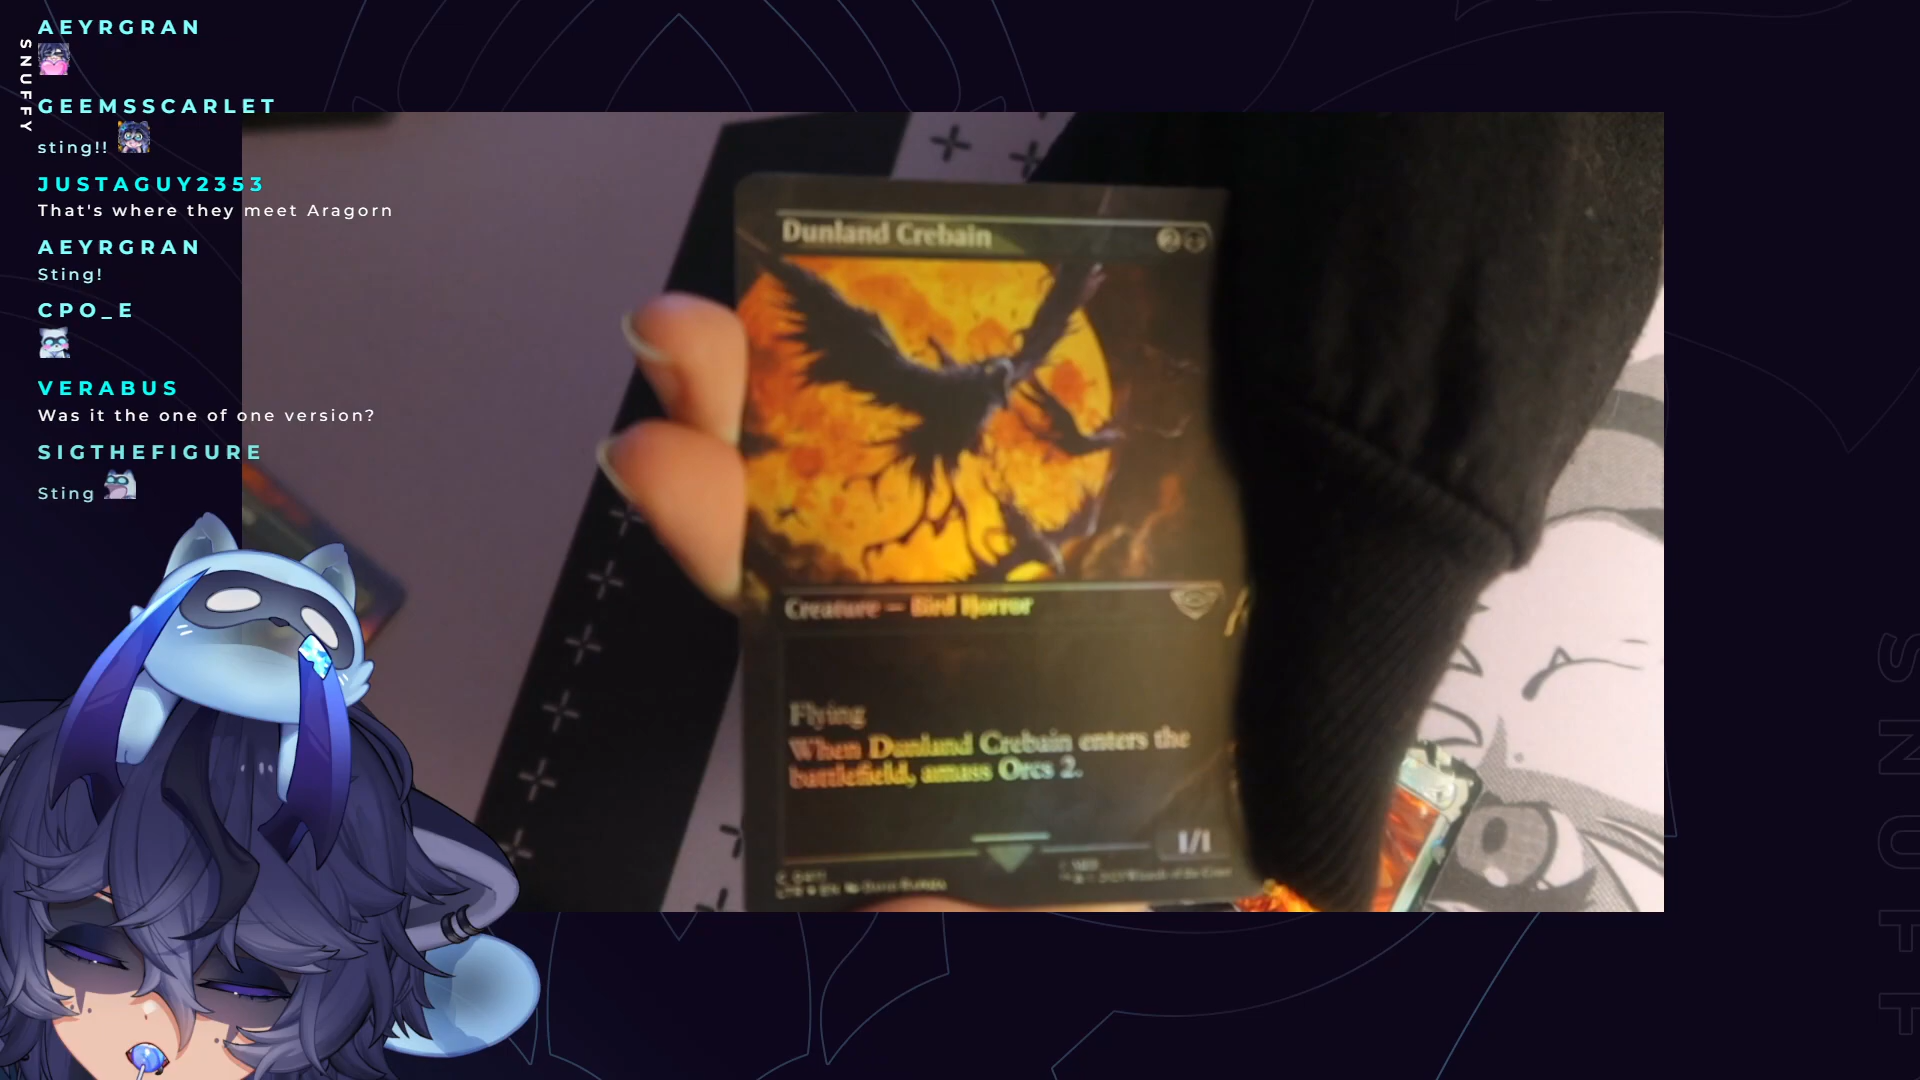 SNUFFY
AEYRGRAN
GEEMSSCARLET
sting!!
JUSTAGUY2353
That's where they meet Aragorn
AEYRGRAN
Sting!
CPO_E
VERABUS
Was it the one of one version?
SIGTHEFIGURE
Sting
Dunland Crebain
2
Creature — Bird Horror
Flying
When Dunland Crebain enters the
battlefield, amass Orcs 2.
1/1
SNUFF